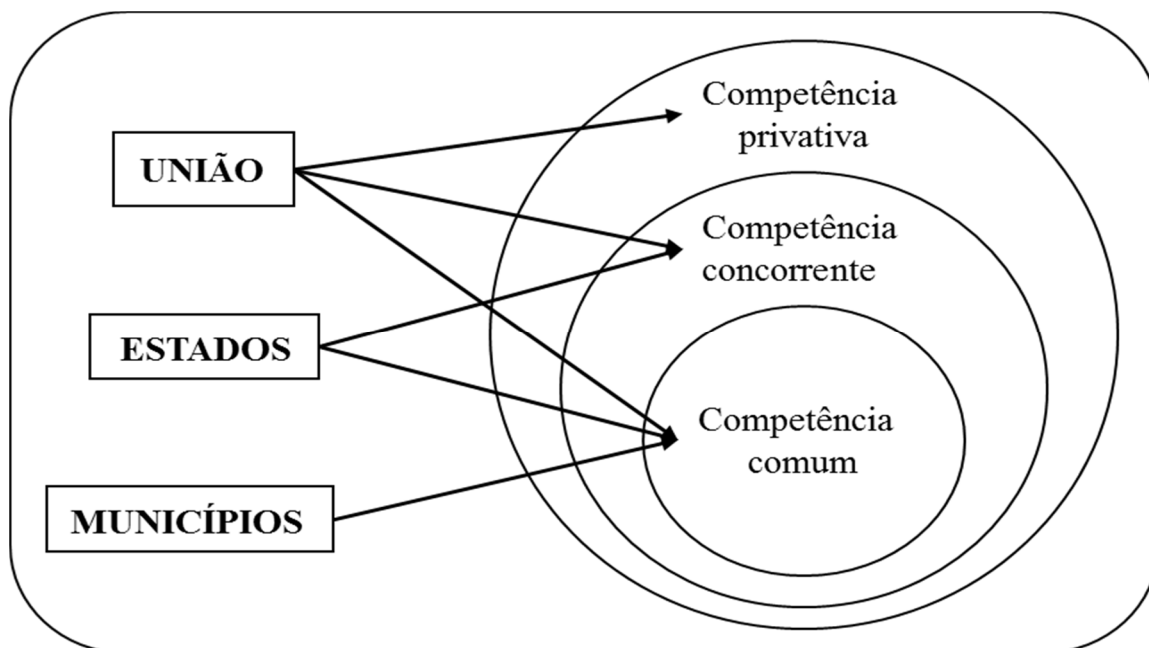 Competência
privativa
UNIÃO
Competência
concorrente
ESTADOS
Competência
comum
MUNICÍPIOS